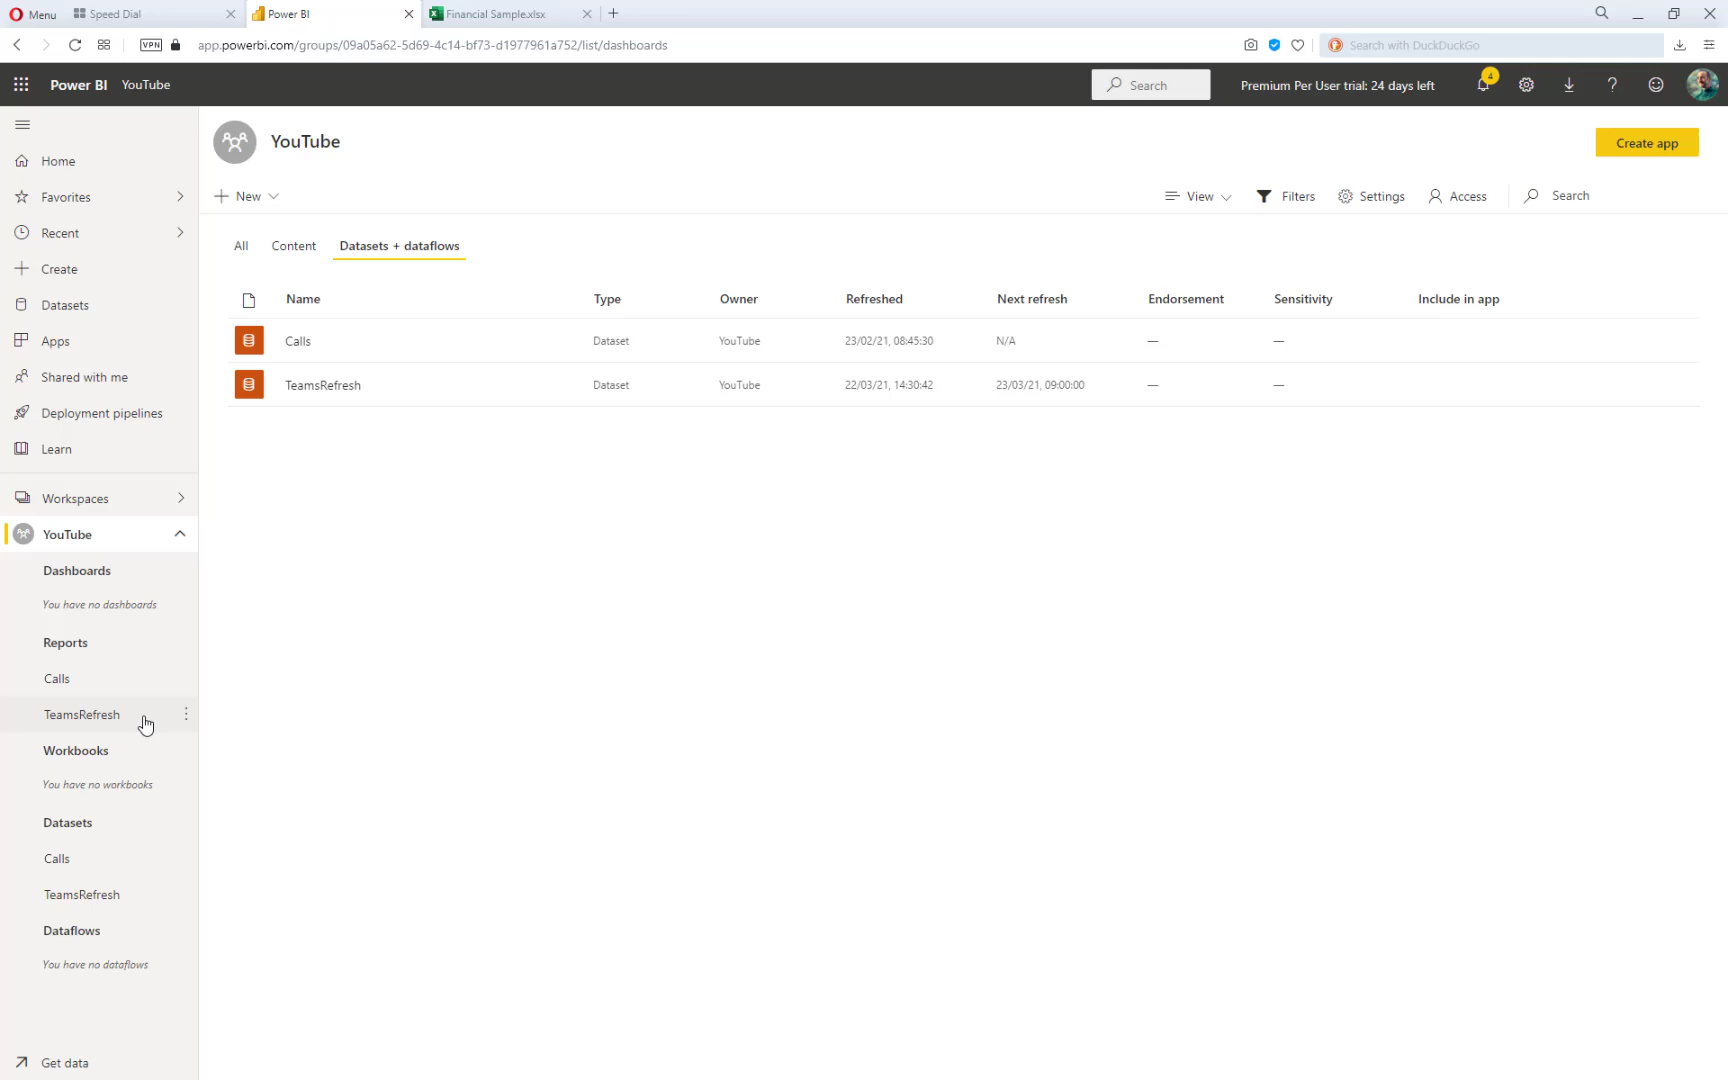 Menu
Speed Dial
Power BI
Financial Sample.xlsx
VPN
app.powerbi.com/groups/09a05a62-5d69-4c14-bf73-d1977961a752/list/dashboards
Search with DuckDuckGo
Power BI YouTube
Search
Premium Per User trial: 24 days left
4
YouTube
Create app
New
View
Filters
Settings
Access
Search
All
Content
Datasets + dataflows
Name Type Owner Refreshed Next refresh Endorsement Sensitivity Include in app
Calls Dataset YouTube 23/02/21, 08:45:30 N/A — —
TeamsRefresh Dataset YouTube 22/03/21, 14:30:42 23/03/21, 09:00:00 — —
Home
Favorites
Recent
Create
Datasets
Apps
Shared with me
Deployment pipelines
Learn
Workspaces
YouTube
Dashboards
You have no dashboards
Reports
Calls
TeamsRefresh
Workbooks
You have no workbooks
Datasets
Calls
TeamsRefresh
Dataflows
You have no dataflows
Get data